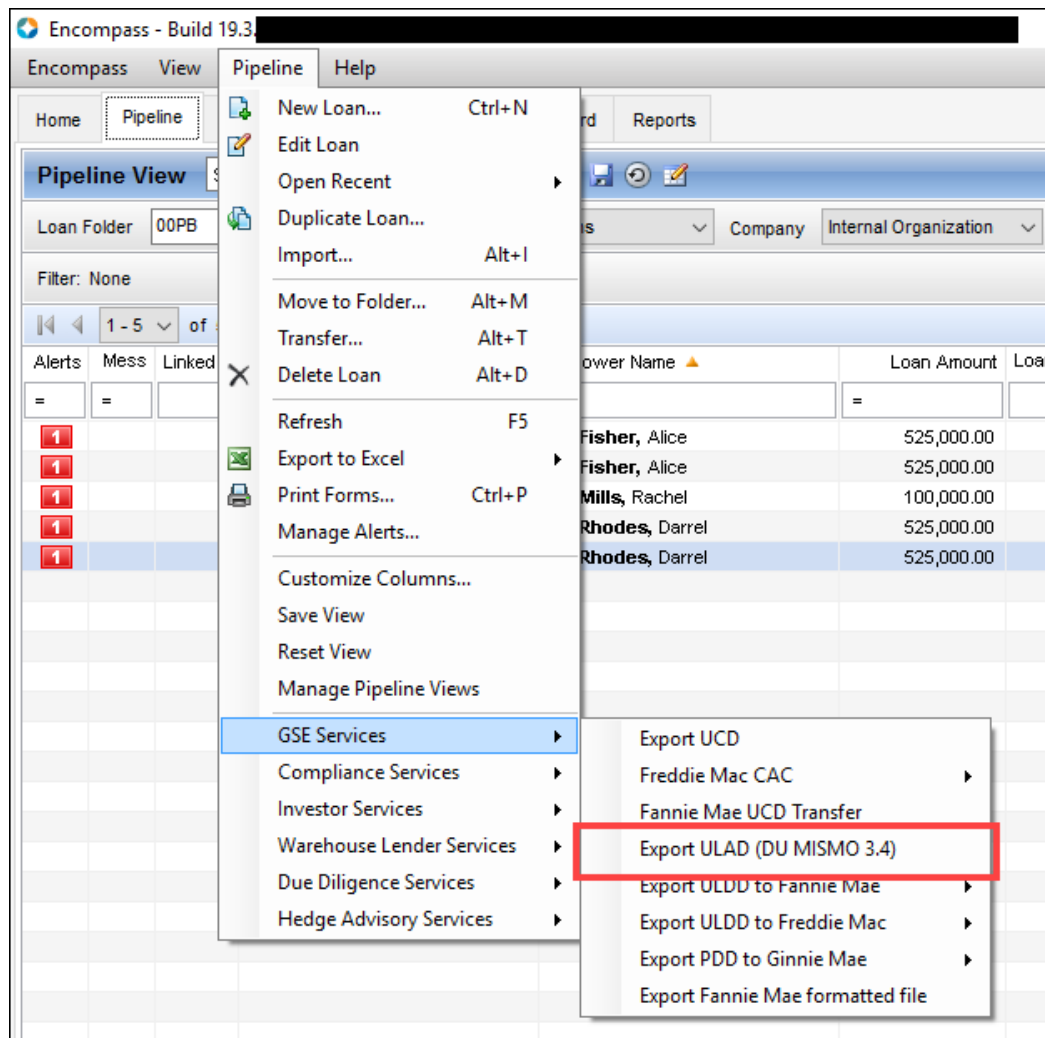 Encompass - Build 19.3.
Encompass View Pipeline Help
Home Pipeline rd Reports
New Loan... Ctrl+N
Edit Loan
Pipeline View
Open Recent
Loan Folder 00PB Duplicate Loan... Company Internal Organization
Import... Alt+I
Filter: None
Move to Folder... Alt+M
1 - 5 of
Transfer... Alt+T
Alerts Mess Linked ower Name Loan Amount Loa
Delete Loan Alt+D
= = =
Refresh F5
1 Fisher, Alice 525,000.00
Export to Excel
1 Fisher, Alice 525,000.00
Print Forms... Ctrl+P
1 Mills, Rachel 100,000.00
Manage Alerts...
1 Rhodes, Darrel 525,000.00
1 Rhodes, Darrel 525,000.00
Customize Columns...
Save View
Reset View
Manage Pipeline Views
GSE Services
Export UCD
Compliance Services
Freddie Mac CAC
Investor Services
Fannie Mae UCD Transfer
Warehouse Lender Services
Export ULAD (DU MISMO 3.4)
Due Diligence Services
Export ULDD to Fannie Mae
Hedge Advisory Services
Export ULDD to Freddie Mac
Export PDD to Ginnie Mae
Export Fannie Mae formatted file